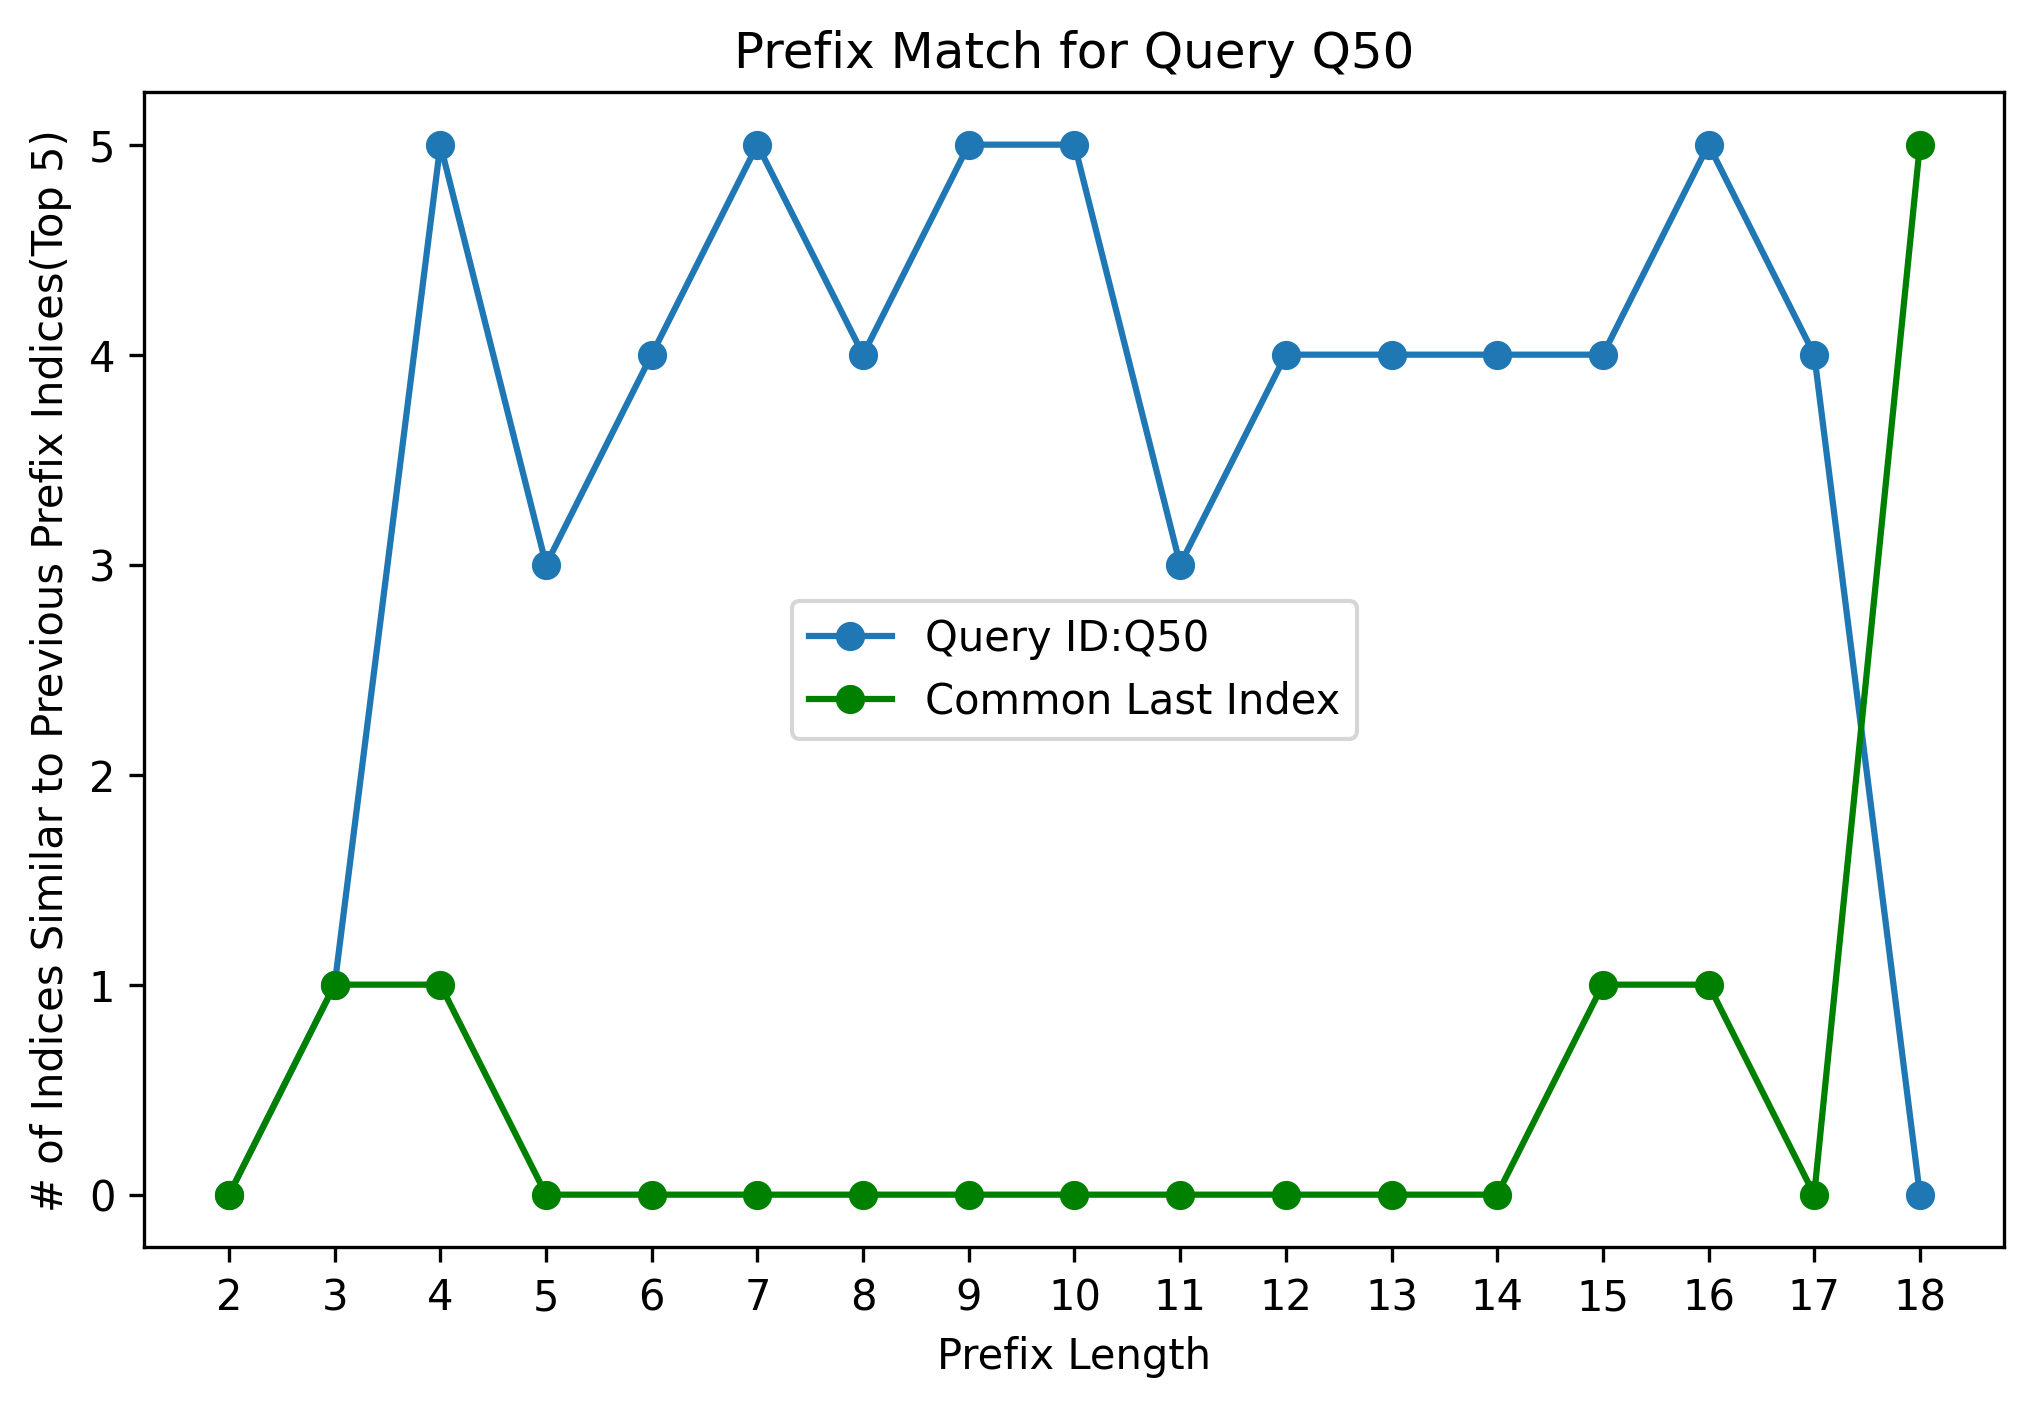 Prefix Match for Query Q50
# of Indices Similar to Previous Prefix Indices(Top 5)
5
4
3
2
1
0
Query ID:Q50
Common Last Index
2 3 4 5 6 7 8 9 10 11 12 13 14 15 16 17 18
Prefix Length